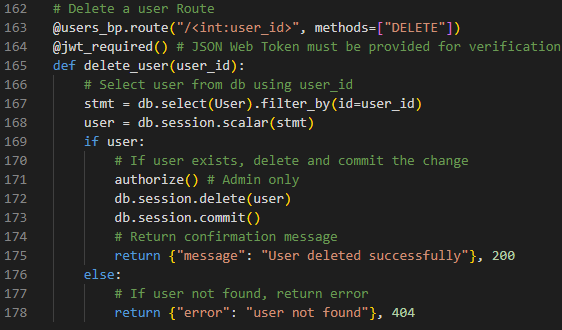 162 # Delete a user Route
163 @users_bp.route("/<int:user_id>", methods=["DELETE"])
164 @jwt_required() # JSON Web Token must be provided for verification
165 def delete_user(user_id):
166     # Select user from db using user_id
167     stmt = db.select(User).filter_by(id=user_id)
168     user = db.session.scalar(stmt)
169     if user:
170         # If user exists, delete and commit the change
171         authorize() # Admin only
172         db.session.delete(user)
173         db.session.commit()
174         # Return confirmation message
175         return {"message": "User deleted successfully"}, 200
176     else:
177         # If user not found, return error
178         return {"error": "user not found"}, 404